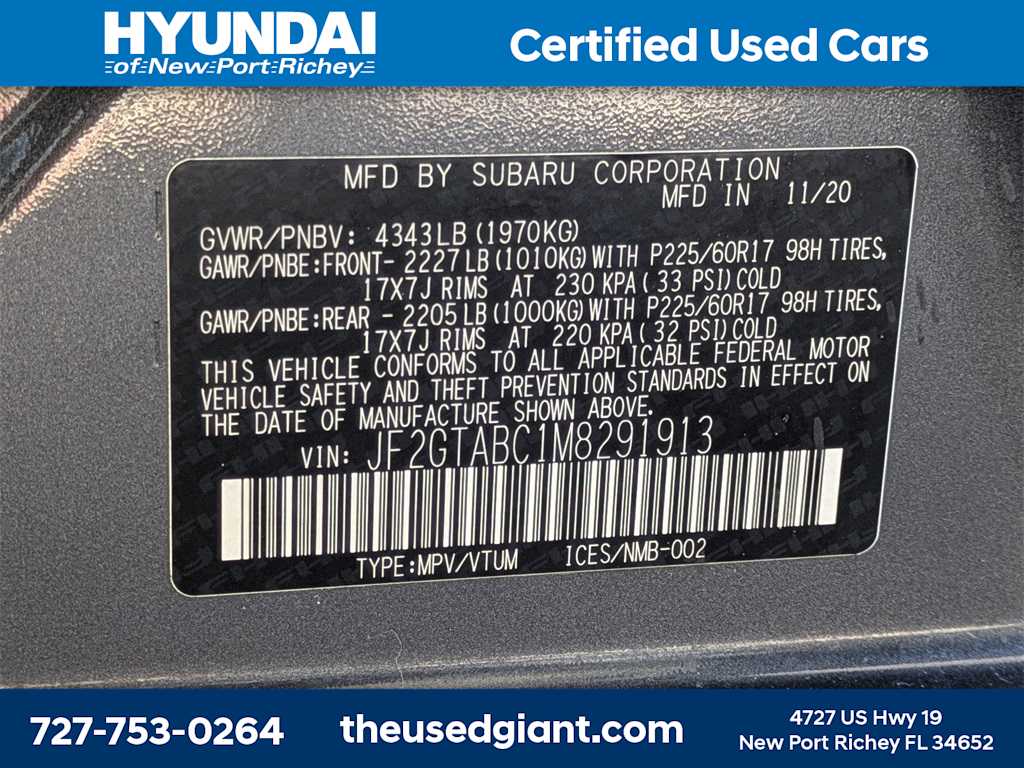 HYUNDAI
of New Port Richey
Certified Used Cars
MFD BY SUBARU CORPORATION
MFD IN 11/20
GVWR/PNBV: 4343LB (1970KG)
GAWR/PNBE:FRONT- 2227LB (1010KG) WITH P225/60R17 98H TIRES,
17X7J RIMS AT 230 KPA (33 PSI) COLD
GAWR/PNBE:REAR - 2205LB (1000KG) WITH P225/60R17 98H TIRES,
17X7J RIMS AT 220 KPA (32 PSI) COLD
THIS VEHICLE CONFORMS TO ALL APPLICABLE FEDERAL MOTOR
VEHICLE SAFETY AND THEFT PREVENTION STANDARDS IN EFFECT ON
THE DATE OF MANUFACTURE SHOWN ABOVE.
VIN: JF2GTABC1M8291913
TYPE:MPV/VTUM ICES/NMB-002
727-753-0264
theusedgiant.com
4727 US Hwy 19
New Port Richey FL 34652